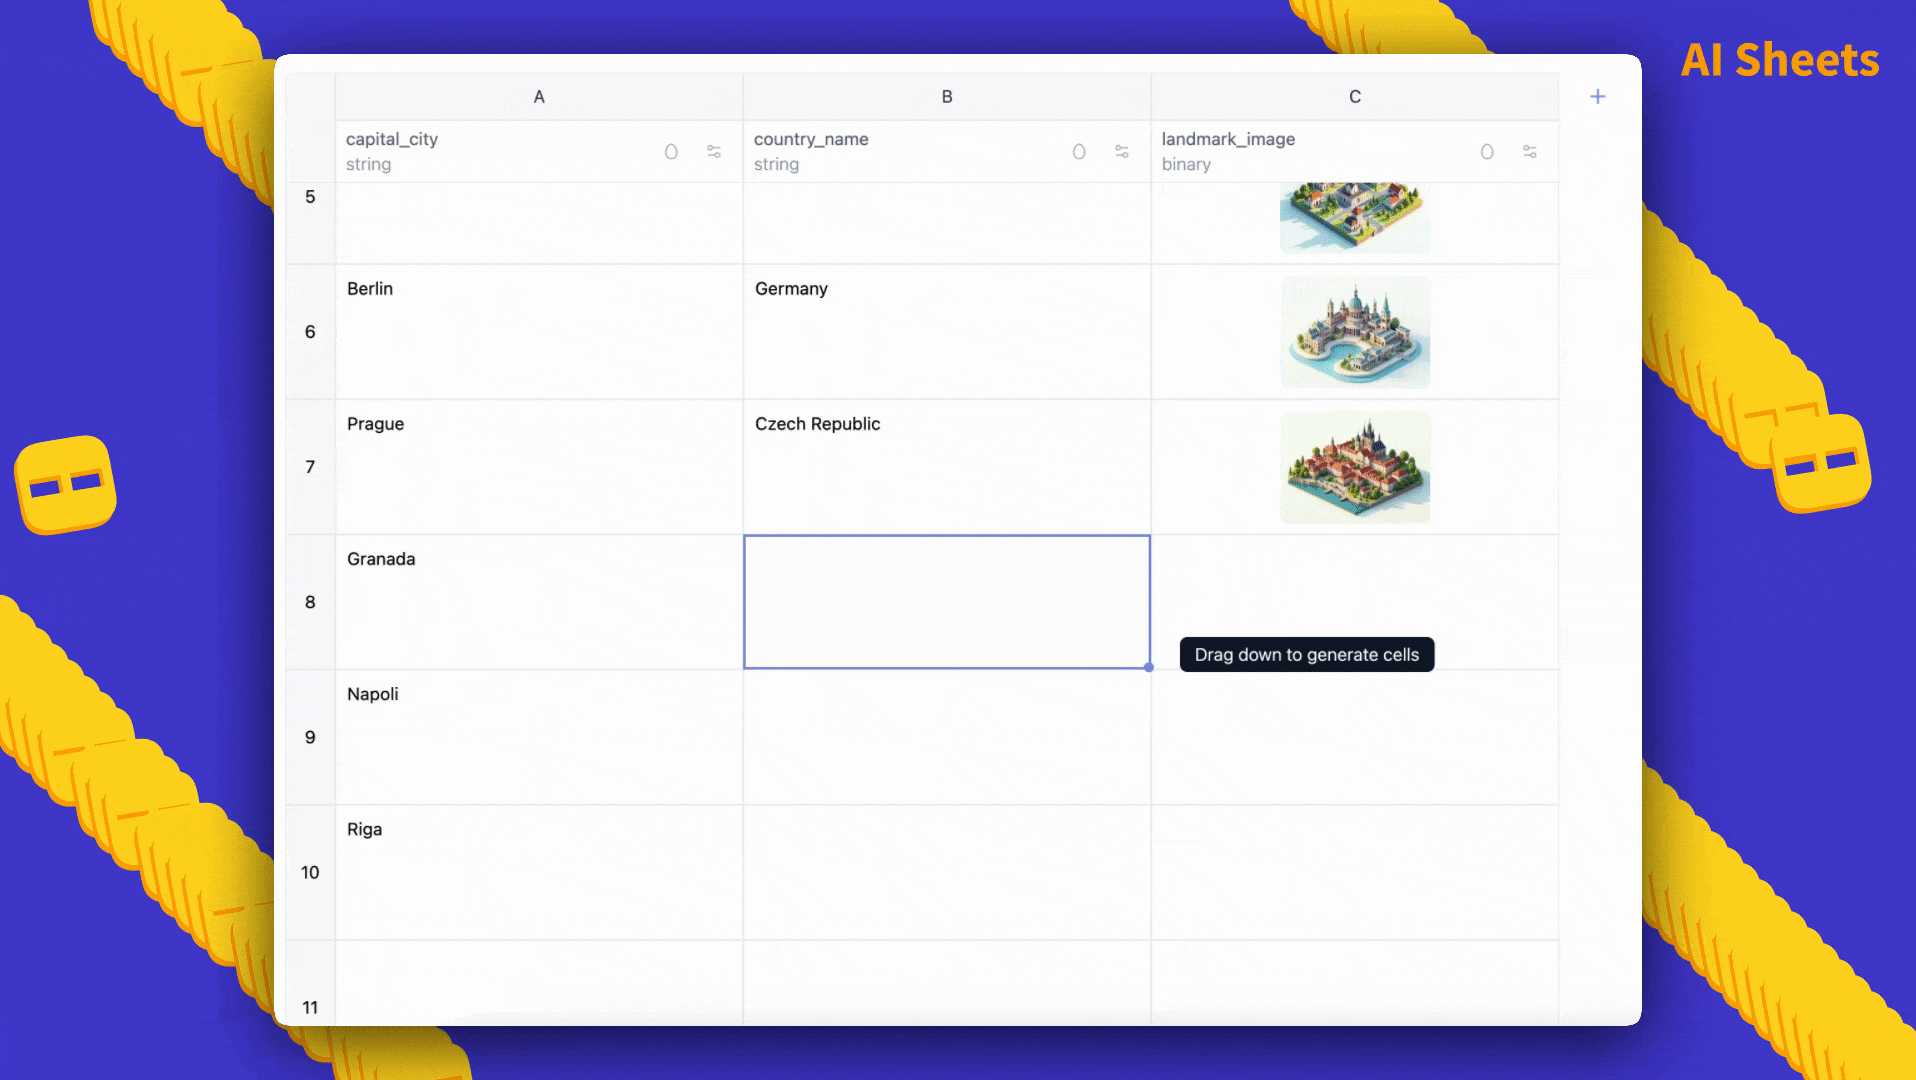 AI Sheets
A B C
capital_city country_name landmark_image
string string binary
5
Berlin Germany
6
Prague Czech Republic
7
Granada
8
Drag down to generate cells
Napoli
9
Riga
10
11